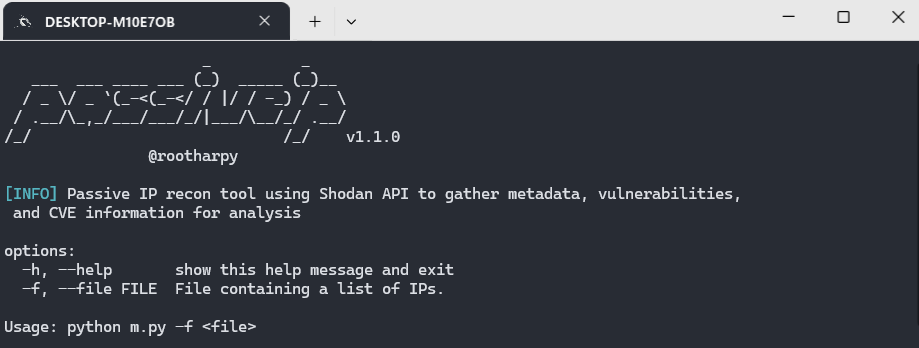 DESKTOP-M10E7OB
v1.1.0
@rootharpy
[INFO] Passive IP recon tool using Shodan API to gather metadata, vulnerabilities,
and CVE information for analysis
options:
-h, --help show this help message and exit
-f, --file FILE File containing a list of IPs.
Usage: python m.py -f <file>